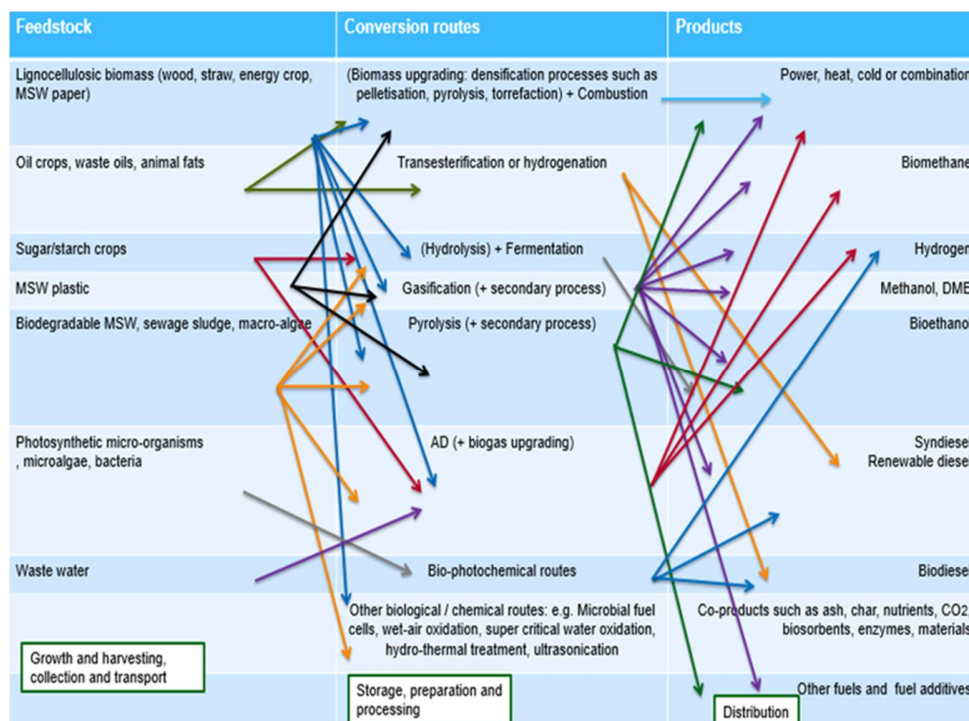 Feedstock
Conversion routes
Products
Lignocellulosic biomass (wood, straw, energy crop,
MSW paper)
(Biomass upgrading: densification processes such as
pelletisation, pyrolysis, torrefaction) + Combustion
Power, heat, cold or combination
Oil crops, waste oils, animal fats
Transesterification or hydrogenation
Biomethane
Sugar/starch crops
(Hydrolysis) + Fermentation
Hydrogen
MSW plastic
Gasification (+ secondary process)
Methanol, DME
Biodegradable MSW, sewage sludge, macro-algae
Pyrolysis (+ secondary process)
Bioethanol
Photosynthetic micro-organisms
, microalgae, bacteria
AD (+ biogas upgrading)
Syndiesel
Renewable diesel
Waste water
Bio-photochemical routes
Biodiesel
Other biological / chemical routes: e.g. Microbial fuel
cells, wet-air oxidation, super critical water oxidation,
hydro-thermal treatment, ultrasonication
Co-products such as ash, char, nutrients, CO2,
biosorbents, enzymes, materials
Growth and harvesting,
collection and transport
Storage, preparation and
processing
Other fuels and fuel additives
Distribution